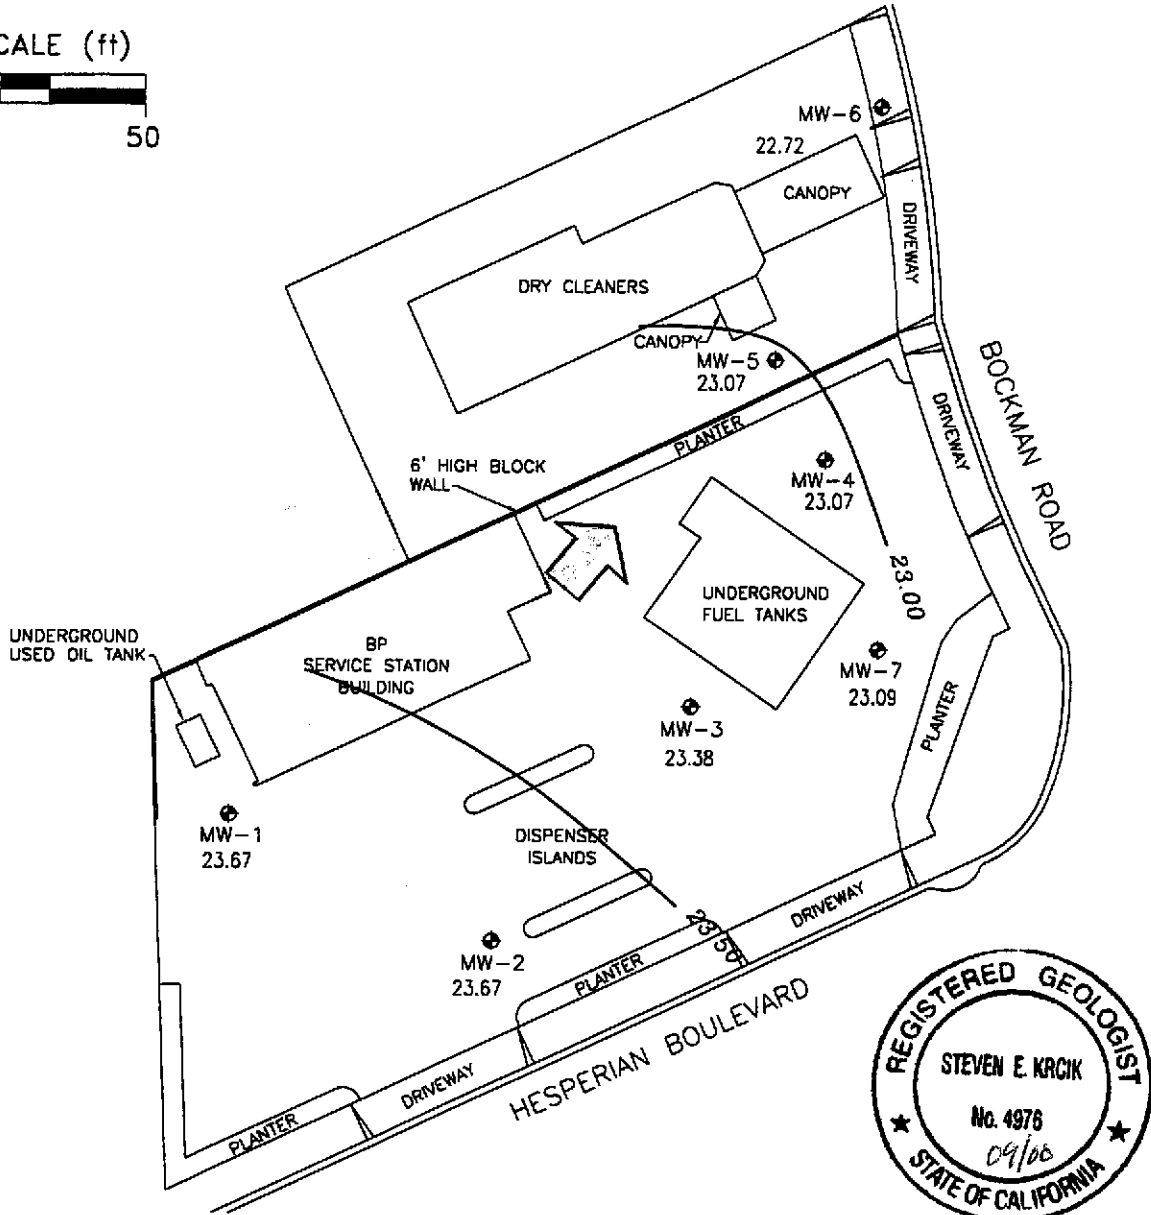 CALE (ft)
50
MW-6
22.72
CANOPY
DRIVEWAY
DRY CLEANERS
CANOPY
MW-5
23.07
BOCKMAN ROAD
DRIVEWAY
PLANTER
6' HIGH BLOCK
WALL
MW-4
23.07
23.00
UNDERGROUND
FUEL TANKS
UNDERGROUND
USED OIL TANK
BP
SERVICE STATION
BUILDING
MW-7
23.09
PLANTER
MW-3
23.38
MW-1
23.67
DISPENSER
ISLANDS
DRIVEWAY
23.50
MW-2
23.67
PLANTER
HESPERIAN BOULEVARD
DRIVEWAY
PLANTER
REGISTERED GEOLOGIST
STEVEN E. KRCIK
No. 4976
09/00
STATE OF CALIFORNIA